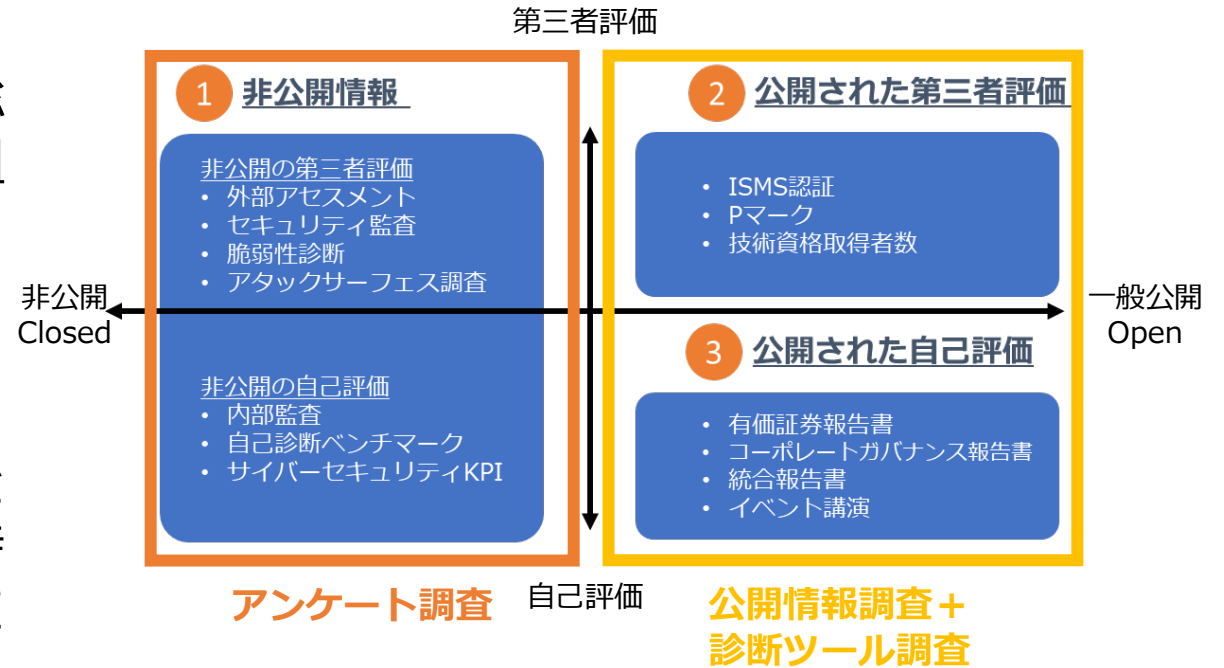 第三者評価
1 非公開情報
非公開の第三者評価
• 外部アセスメント
• セキュリティ監査
• 脆弱性診断
• アタックサーフェス調査
2 公開された第三者評価
• ISMS認証
• Pマーク
• 技術資格取得者数
非公開
Closed
一般公開
Open
非公開の自己評価
• 内部監査
• 自己診断ベンチマーク
• サイバーセキュリティKPI
3 公開された自己評価
• 有価証券報告書
• コーポレートガバナンス報告書
• 統合報告書
• イベント講演
アンケート調査
自己評価
公開情報調査＋
診断ツール調査